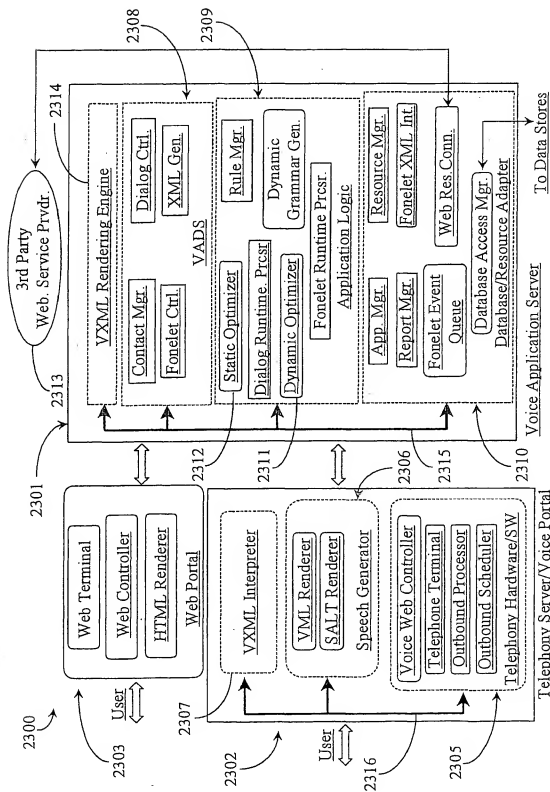 3rd Party
Web. Service Prvdr.
2313
2314
2308
2309
2301
VXML Rendering Engine
Contact Mgr.
Dialog Ctrl.
Fonelet Ctrl.
XML Gen.
VADS
Static Optimizer
Rule Mgr.
Dialog Runtime. Prcsr
Dynamic Optimizer
Dynamic
Grammar Gen.
Fonelet Runtime Prcsr.
Application Logic
App. Mgr.
Resource Mgr.
Report Mgr.
Fonelet XML Int.
Fonelet Event
Queue
Web Res. Conn.
Database Access Mgr.
Database/Resource Adapter
Voice Application Server
To Data Stores
2312
2311
2306
2315
2310
2300
2303
User
Web Terminal
Web Controller
HTML Renderer
Web Portal
2307
2302
User
2316
2305
VXML Interpreter
VML Renderer
SALT Renderer
Speech Generator
Voice Web Controller
Telephone Terminal
Outbound Processor
Outbound Scheduler
Telephony Hardware/SW
Telephony Server/Voice Portal